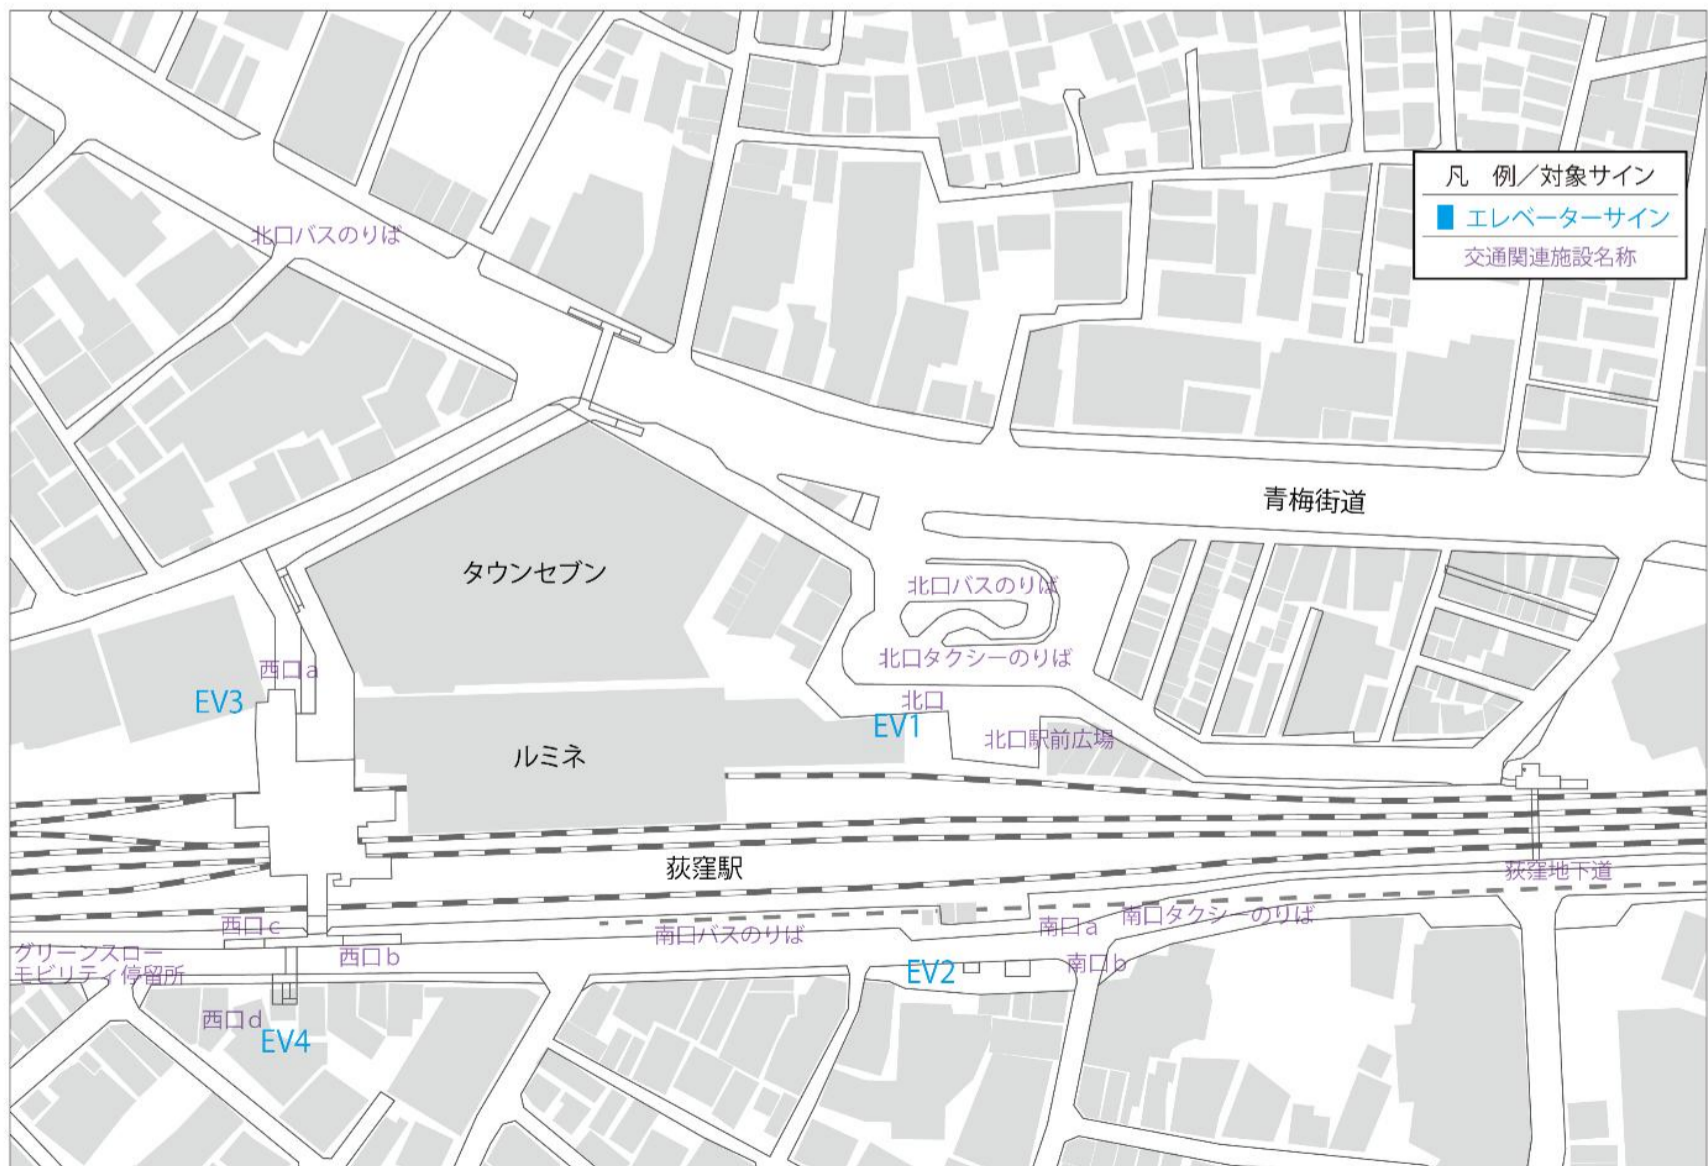 凡　例／対象サイン
エレベーターサイン
交通関連施設名称
北口バスのりば
青梅街道
タウンセブン
北口バスのりば
北口タクシーのりば
西口a
EV3
北口
EV1
北口駅前広場
ルミネ
荻窪駅
荻窪地下道
西口c
南口バスのりば
南口a
南口タクシーのりば
グリーンスロー
モビリティ停留所
西口b
EV2
南口b
西口d
EV4